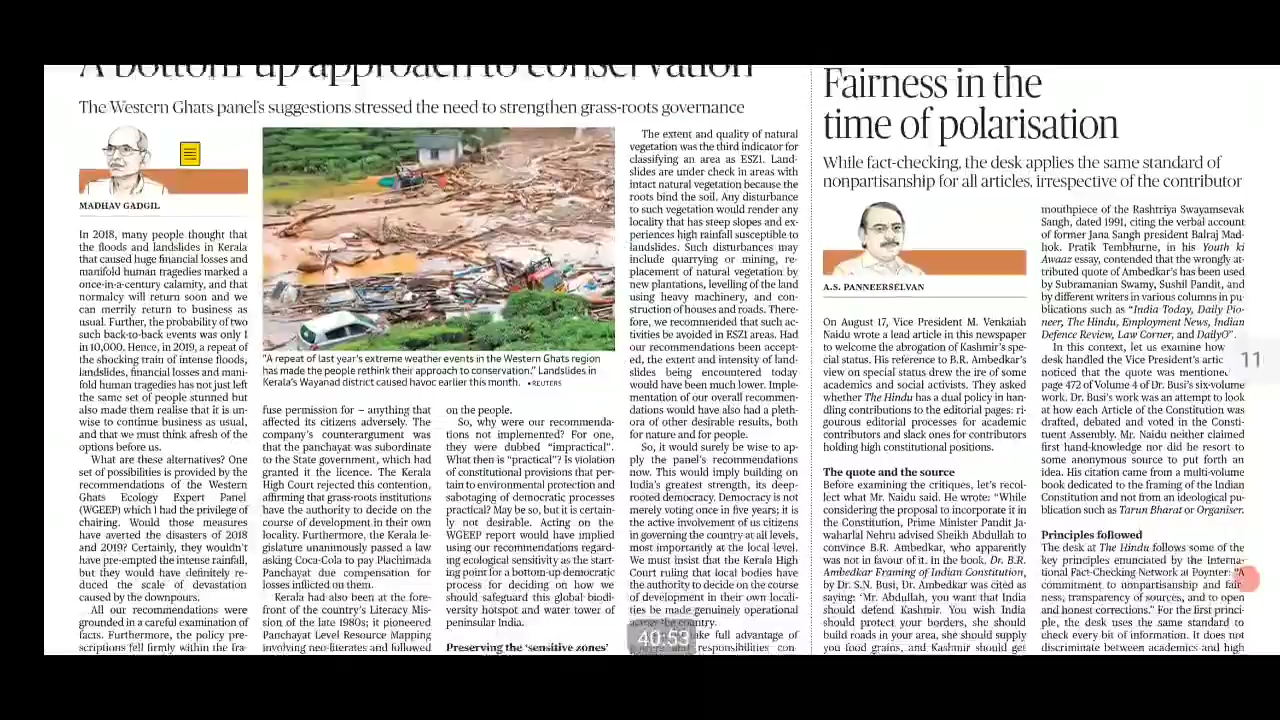 A bottom-up approach to conservation
The Western Ghats panel's suggestions stressed the need to strengthen grass-roots governance
MADHAV GADGIL
In 2018, many people thought that
the floods and landslides in Kerala
that caused huge financial losses and
manifold human tragedies marked a
once-in-a-century calamity, and that
normalcy will return soon and we
can merrily return to business as
usual. Further, the probability of two
such back-to-back events was only 1
in 10,000. Hence, in 2019, a repeat of
the shocking train of intense floods,
landslides, financial losses and mani-
fold human tragedies has not just left
the same set of people stunned but
also made them realise that it is un-
wise to continue business as usual,
and that we must think afresh of the
options before us.
What are these alternatives? One
set of possibilities is provided by the
recommendations of the Western
Ghats Ecology Expert Panel
(WGEEP) which I had the privilege of
chairing. Would those measures
have averted the disasters of 2018
and 2019? Certainly, they wouldn't
have pre-empted the intense rainfall,
but they would have definitely re-
duced the scale of devastation
caused by the downpours.
All our recommendations were
grounded in a careful examination of
facts. Furthermore, the policy pre-
scriptions fell firmly within the fra-
"A repeat of last year's extreme weather events in the Western Ghats region
has made the people rethink their approach to conservation." Landslides in
Kerala's Wayanad district caused havoc earlier this month. • REUTERS
fuse permission for – anything that
affected its citizens adversely. The
company's counterargument was
that the panchayat was subordinate
to the State government, which had
granted it the licence. The Kerala
High Court rejected this contention,
affirming that grass-roots institutions
have the authority to decide on the
course of development in their own
locality. Furthermore, the Kerala le-
gislature unanimously passed a law
asking Coca-Cola to pay Plachimada
Panchayat due compensation for
losses inflicted on them.
Kerala had also been at the fore-
front of the country's Literacy Mis-
sion of the late 1980s; it pioneered
Panchayat Level Resource Mapping
involving neo-literates and followed
on the people.
So, why were our recommenda-
tions not implemented? For one,
they were dubbed "impractical".
What then is "practical"? Is violation
of constitutional provisions that per-
tain to environmental protection and
sabotaging of democratic processes
practical? May be so, but it is certain-
ly not desirable. Acting on the
WGEEP report would have implied
using our recommendations regard-
ing ecological sensitivity as the start-
ing point for a bottom-up democratic
process for deciding on how we
should safeguard this global biodi-
versity hotspot and water tower of
peninsular India.
Preserving the 'sensitive zones'
The extent and quality of natural
vegetation was the third indicator for
classifying an area as ESZ1. Land-
slides are under check in areas with
intact natural vegetation because the
roots bind the soil. Any disturbance
to such vegetation would render any
locality that has steep slopes and ex-
periences high rainfall susceptible to
landslides. Such disturbances may
include quarrying or mining, re-
placement of natural vegetation by
new plantations, levelling of the land
using heavy machinery, and con-
struction of houses and roads. There-
fore, we recommended that such ac-
tivities be avoided in ESZ1 areas. Had
our recommendations been accept-
ed, the extent and intensity of land-
slides being encountered today
would have been much lower. Imple-
mentation of our overall recommen-
dations would have also had a pleth-
ora of other desirable results, both
for nature and for people.
So, it would surely be wise to ap-
ply the panel's recommendations
now. This would imply building on
India's greatest strength, its deep-
rooted democracy. Democracy is not
merely voting once in five years; it is
the active involvement of us citizens
in governing the country at all levels,
most importantly at the local level.
We must insist that the Kerala High
Court ruling that local bodies have
the authority to decide on the course
of development in their own locali-
ties be made genuinely operational
across the country.
full advantage of
responsibilities con-
40:53
Fairness in the
time of polarisation
While fact-checking, the desk applies the same standard of
nonpartisanship for all articles, irrespective of the contributor
A.S. PANNEERSELVAN
On August 17, Vice President M. Venkaiah
Naidu wrote a lead article in this newspaper
to welcome the abrogation of Kashmir's spe-
cial status. His reference to B.R. Ambedkar's
view on special status drew the ire of some
academics and social activists. They asked
whether The Hindu has a dual policy in han-
dling contributions to the editorial pages: ri-
gourous editorial processes for academic
contributors and slack ones for contributors
holding high constitutional positions.
The quote and the source
Before examining the critiques, let's recol-
lect what Mr. Naidu said. He wrote: "While
considering the proposal to incorporate it in
the Constitution, Prime Minister Pandit Ja-
waharlal Nehru advised Sheikh Abdullah to
convince B.R. Ambedkar, who apparently
was not in favour of it. In the book, Dr. B.R.
Ambedkar Framing of Indian Constitution,
by Dr. S.N. Busi, Dr. Ambedkar was cited as
saying: 'Mr. Abdullah, you want that India
should defend Kashmir. You wish India
should protect your borders, she should
build roads in your area, she should supply
you food grains, and Kashmir should get
mouthpiece of the Rashtriya Swayamsevak
Sangh, dated 1991, citing the verbal account
of former Jana Sangh president Balraj Mad-
hok. Pratik Tembhurne, in his Youth ki
Awaaz essay, contended that the wrongly at-
tributed quote of Ambedkar's has been used
by Subramanian Swamy, Sushil Pandit, and
by different writers in various columns in pu-
blications such as "India Today, Daily Pio-
neer, The Hindu, Employment News, Indian
Defence Review, Law Corner, and DailyO".
In this context, let us examine how
desk handled the Vice President's
noticed that the quote was
page 472 of Volume 4 of Dr. Busi's six-volume
work. Dr. Busi's work was an attempt to look
at how each Article of the Constitution was
drafted, debated and voted in the Consti-
tuent Assembly. Mr. Naidu neither claimed
first hand-knowledge nor did he resort to
some anonymous source to put forth an
idea. His citation came from a multi-volume
book dedicated to the framing of the Indian
Constitution and not from an ideological pu-
blication such as Tarun Bharat or Organiser.
Principles followed
The desk at The Hindu follows some of the
key principles enunciated by the Interna-
tional Fact-Checking Network at Poynter: "A
commitment to nonpartisanship and fair-
ness, transparency of sources, and to open
and honest corrections." For the first princi-
ple, the desk uses the same standard to
check every bit of information. It does not
discriminate between academics and high
11